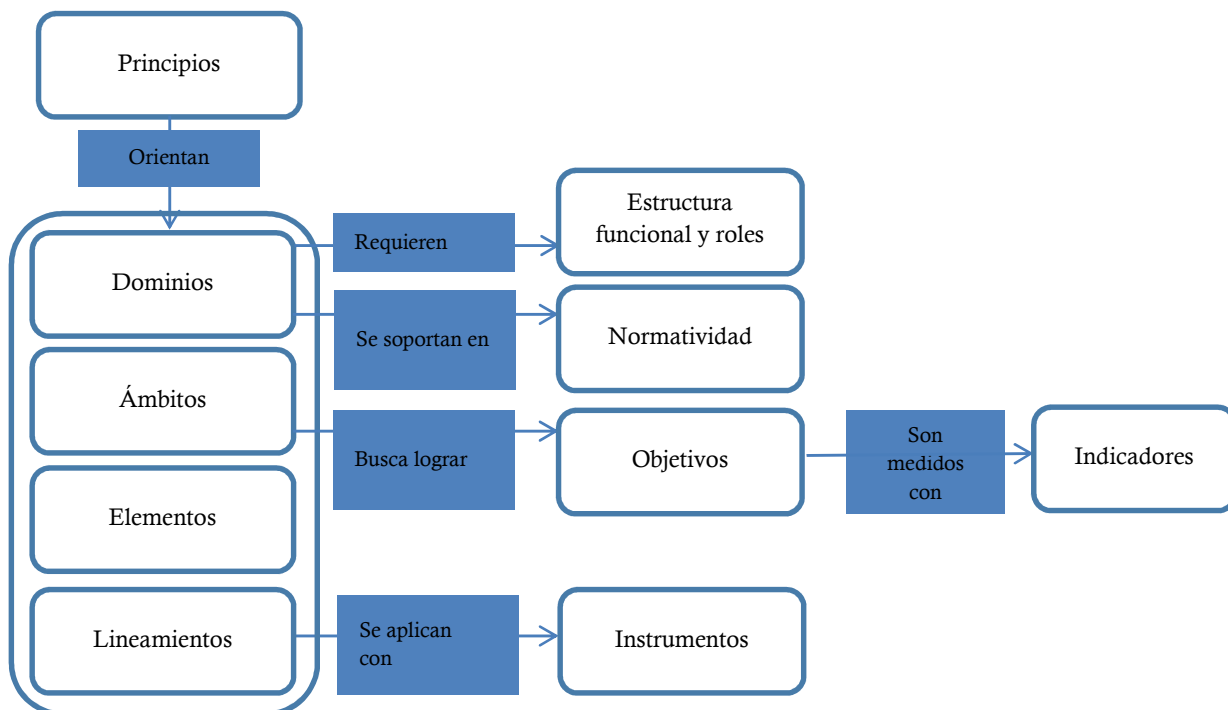 Principios
Orientan
Dominios
Requieren
Estructura
funcional y roles
Se soportan en
Normatividad
Ámbitos
Busca lograr
Objetivos
Son
medidos
con
Indicadores
Elementos
Lineamientos
Se aplican
con
Instrumentos